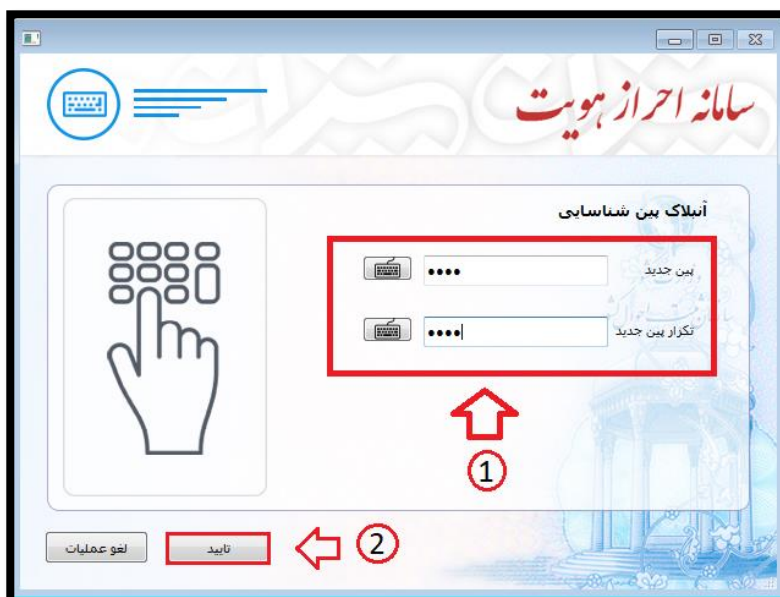 سامانه احراز هویت
آنبلاک پین شناسایی
پین جدید
تکرار پین جدید
1
تایید
لغو عملیات
2